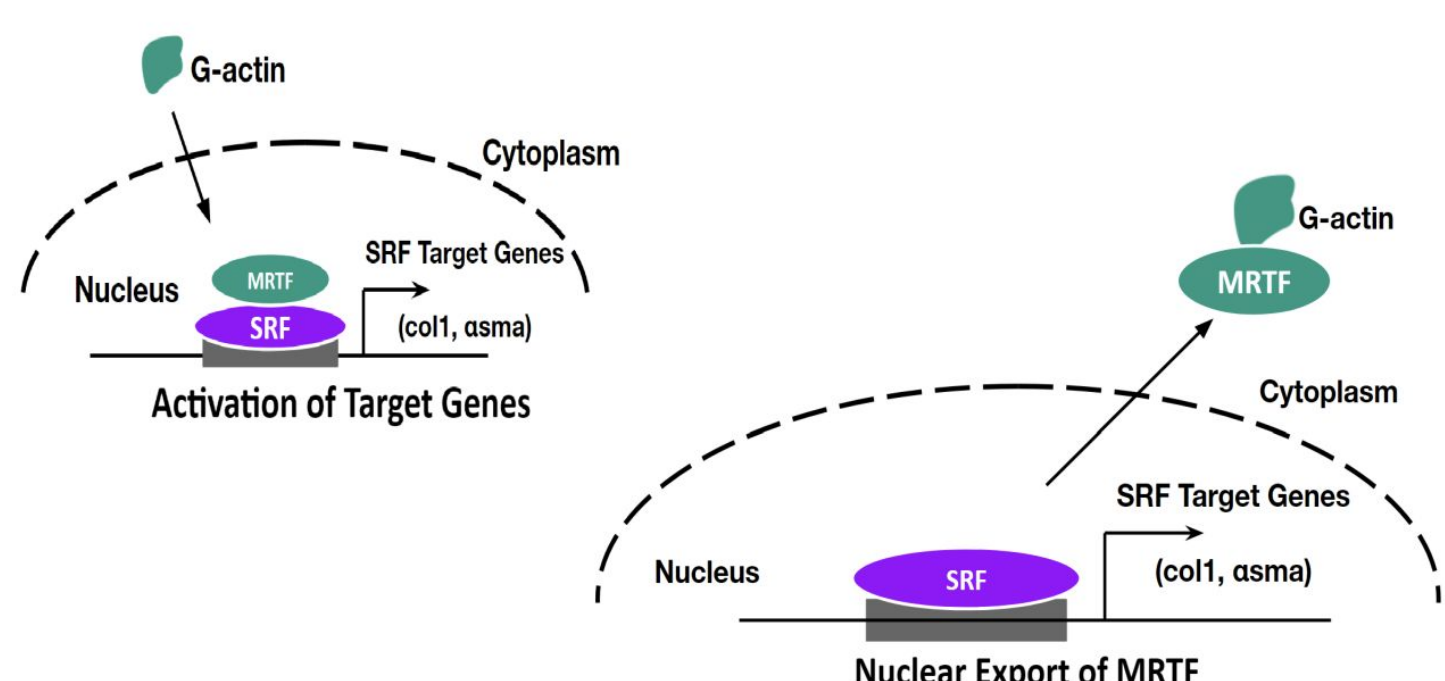 G-actin
Cytoplasm
SRF Target Genes
MRTF
Nucleus
SRF
(col1, αsma)
Activation of Target Genes
G-actin
MRTF
Cytoplasm
SRF Target Genes
Nucleus
SRF
(col1, αsma)
Nuclear Export of MRTF